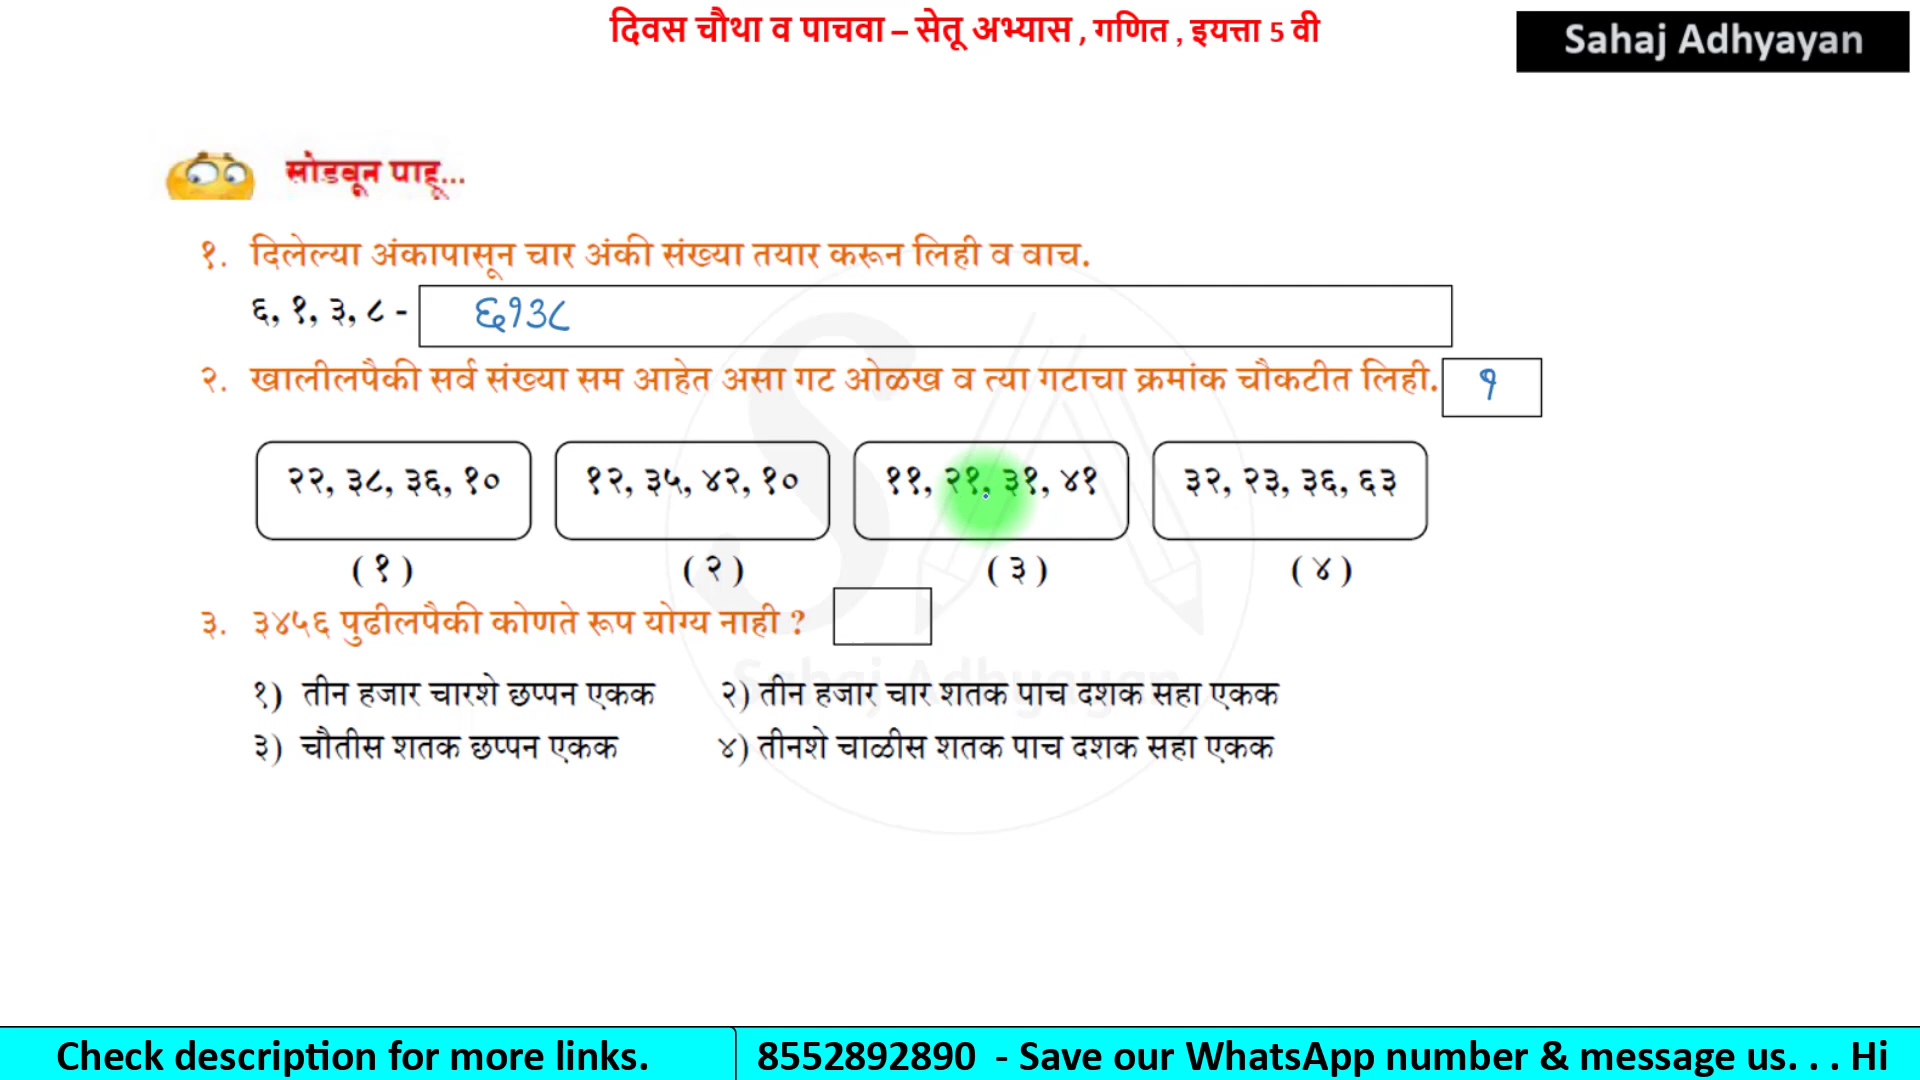 दिवस चौथा व पाचवा – सेतू अभ्यास , गणित , इयत्ता 5 वी
Sahaj Adhyayan
सोडवून पाहू...
१. दिलेल्या अंकापासून चार अंकी संख्या तयार करून लिही व वाच.
६, १, ३, ८ - ६१३८
२. खालीलपैकी सर्व संख्या सम आहेत असा गट ओळख व त्या गटाचा क्रमांक चौकटीत लिही. १
२२, ३८, ३६, १० १२, ३५, ४२, १० ११, २१, ३१, ४१ ३२, २३, ३६, ६३
( १ ) ( २ ) ( ३ ) ( ४ )
३. ३४५६ पुढीलपैकी कोणते रूप योग्य नाही ?
Sahaj Adhyayan
१) तीन हजार चारशे छप्पन एकक २) तीन हजार चार शतक पाच दशक सहा एकक
३) चौतीस शतक छप्पन एकक ४) तीनशे चाळीस शतक पाच दशक सहा एकक
Check description for more links. 8552892890 - Save our WhatsApp number & message us. . . Hi